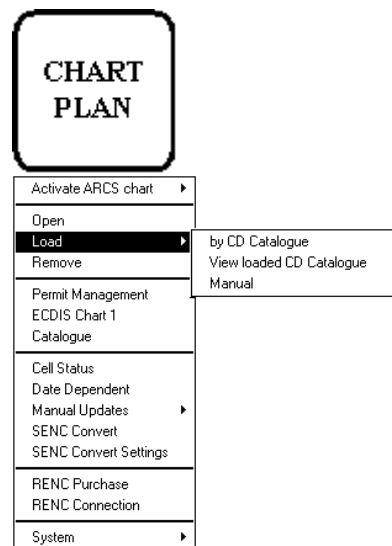 CHART
PLAN
Activate ARCS chart
Open
Load
Remove
by CD Catalogue
View loaded CD Catalogue
Manual
Permit Management
ECDIS Chart 1
Catalogue
Cell Status
Date Dependent
Manual Updates
SENC Convert
SENC Convert Settings
RENC Purchase
RENC Connection
System